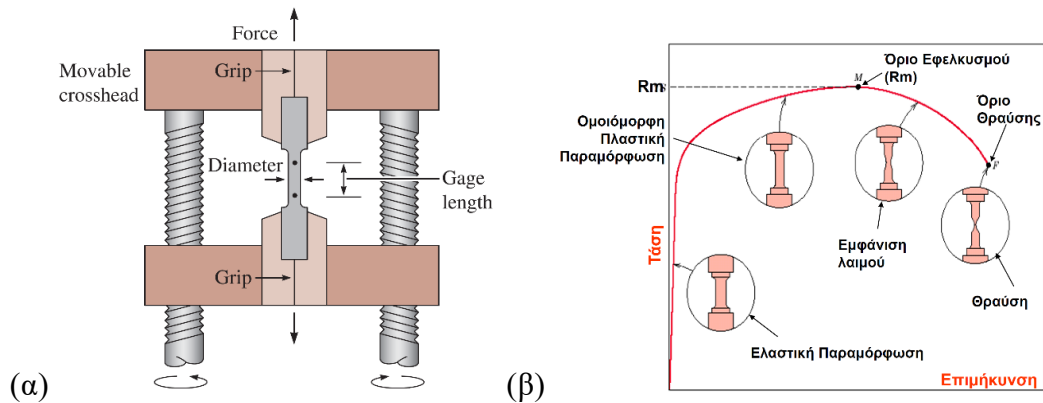 Force
Movable
crosshead
Grip
Diameter
Gage
length
Grip
(α)
Rm
M
Όριο Εφελκυσμού
(Rm)
Όριο
Θραύσης
F
Ομοιόμορφη
Πλαστική
Παραμόρφωση
Εμφάνιση
λαιμού
Θραύση
Ελαστική Παραμόρφωση
Τάση
Επιμήκυνση
(β)